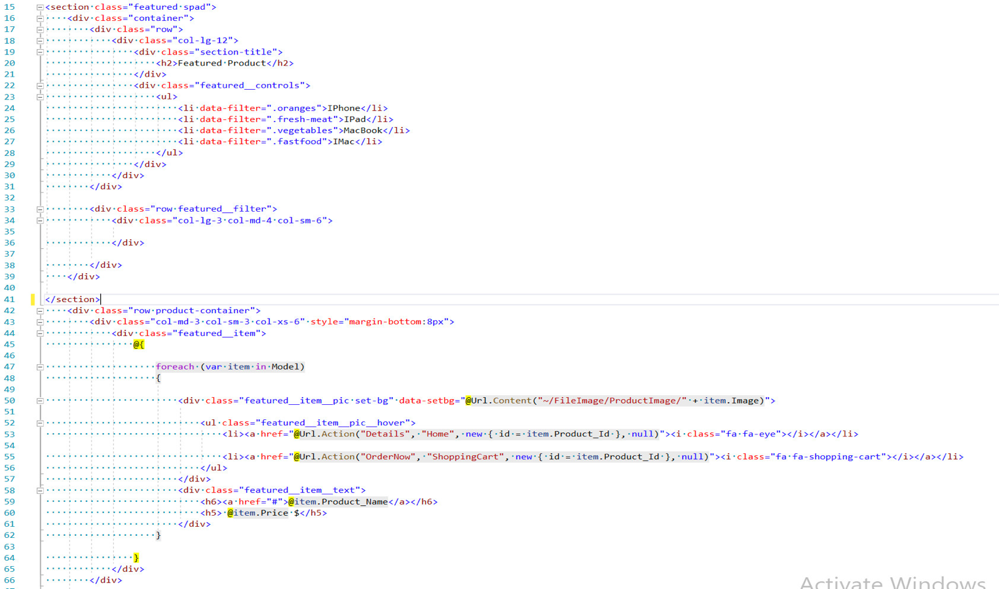 15 <section class="featured spad">
16 <div class="container">
17 <div class="row">
18 <div class="col-lg-12">
19 <div class="section-title">
20 <h2>Featured Product</h2>
21 </div>
22 <div class="featured__controls">
23 <ul>
24 <li data-filter=".oranges">IPhone</li>
25 <li data-filter=".fresh-meat">IPad</li>
26 <li data-filter=".vegetables">MacBook</li>
27 <li data-filter=".fastfood">IMac</li>
28 </ul>
29 </div>
30 </div>
31 </div>
32
33 <div class="row featured__filter">
34 <div class="col-lg-3 col-md-4 col-sm-6">
35
36 </div>
37
38 </div>
39 </div>
40
41 </section>
42 <div class="row product-container">
43 <div class="col-md-3 col-sm-3 col-xs-6" style="margin-bottom:8px">
44 <div class="featured__item">
45 @{
46
47 foreach (var item in Model)
48 {
49
50 <div class="featured__item__pic set-bg" data-setbg="@Url.Content("~/FileImage/ProductImage/" + item.Image)">
51
52 <ul class="featured__item__pic__hover">
53 <li><a href="@Url.Action("Details", "Home", new { id = item.Product_Id }, null)"><i class="fa fa-eye"></i></a></li>
54
55 <li><a href="@Url.Action("OrderNow", "ShoppingCart", new { id = item.Product_Id }, null)"><i class="fa fa-shopping-cart"></i></a></li>
56 </ul>
57 </div>
58 <div class="featured__item__text">
59 <h6><a href="#">@item.Product_Name</a></h6>
60 <h5> @item.Price $</h5>
61 </div>
62 }
63
64 }
65 </div>
66 </div>
Activate Windows